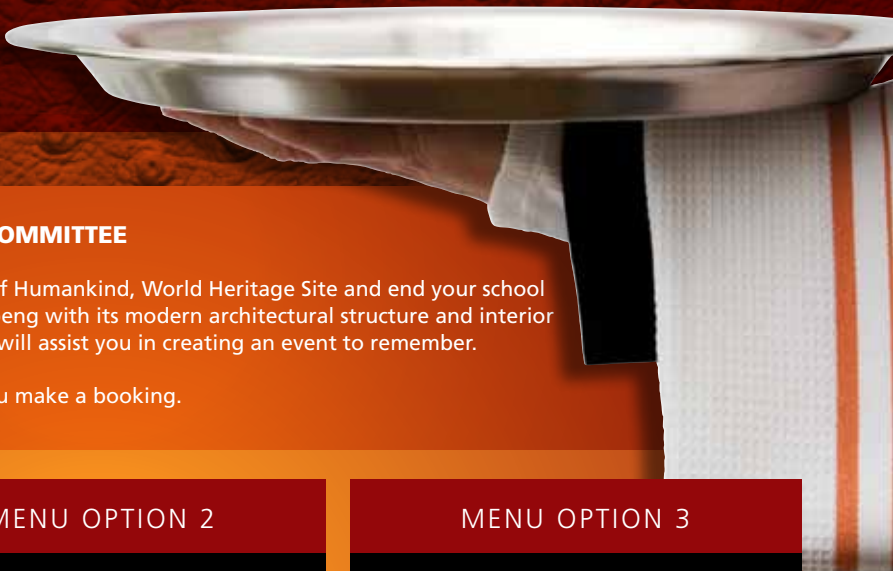 OMMITTEE
f Humankind, World Heritage Site and end your school
eng with its modern architectural structure and interior
will assist you in creating an event to remember.
u make a booking.
MENU OPTION 2
MENU OPTION 3